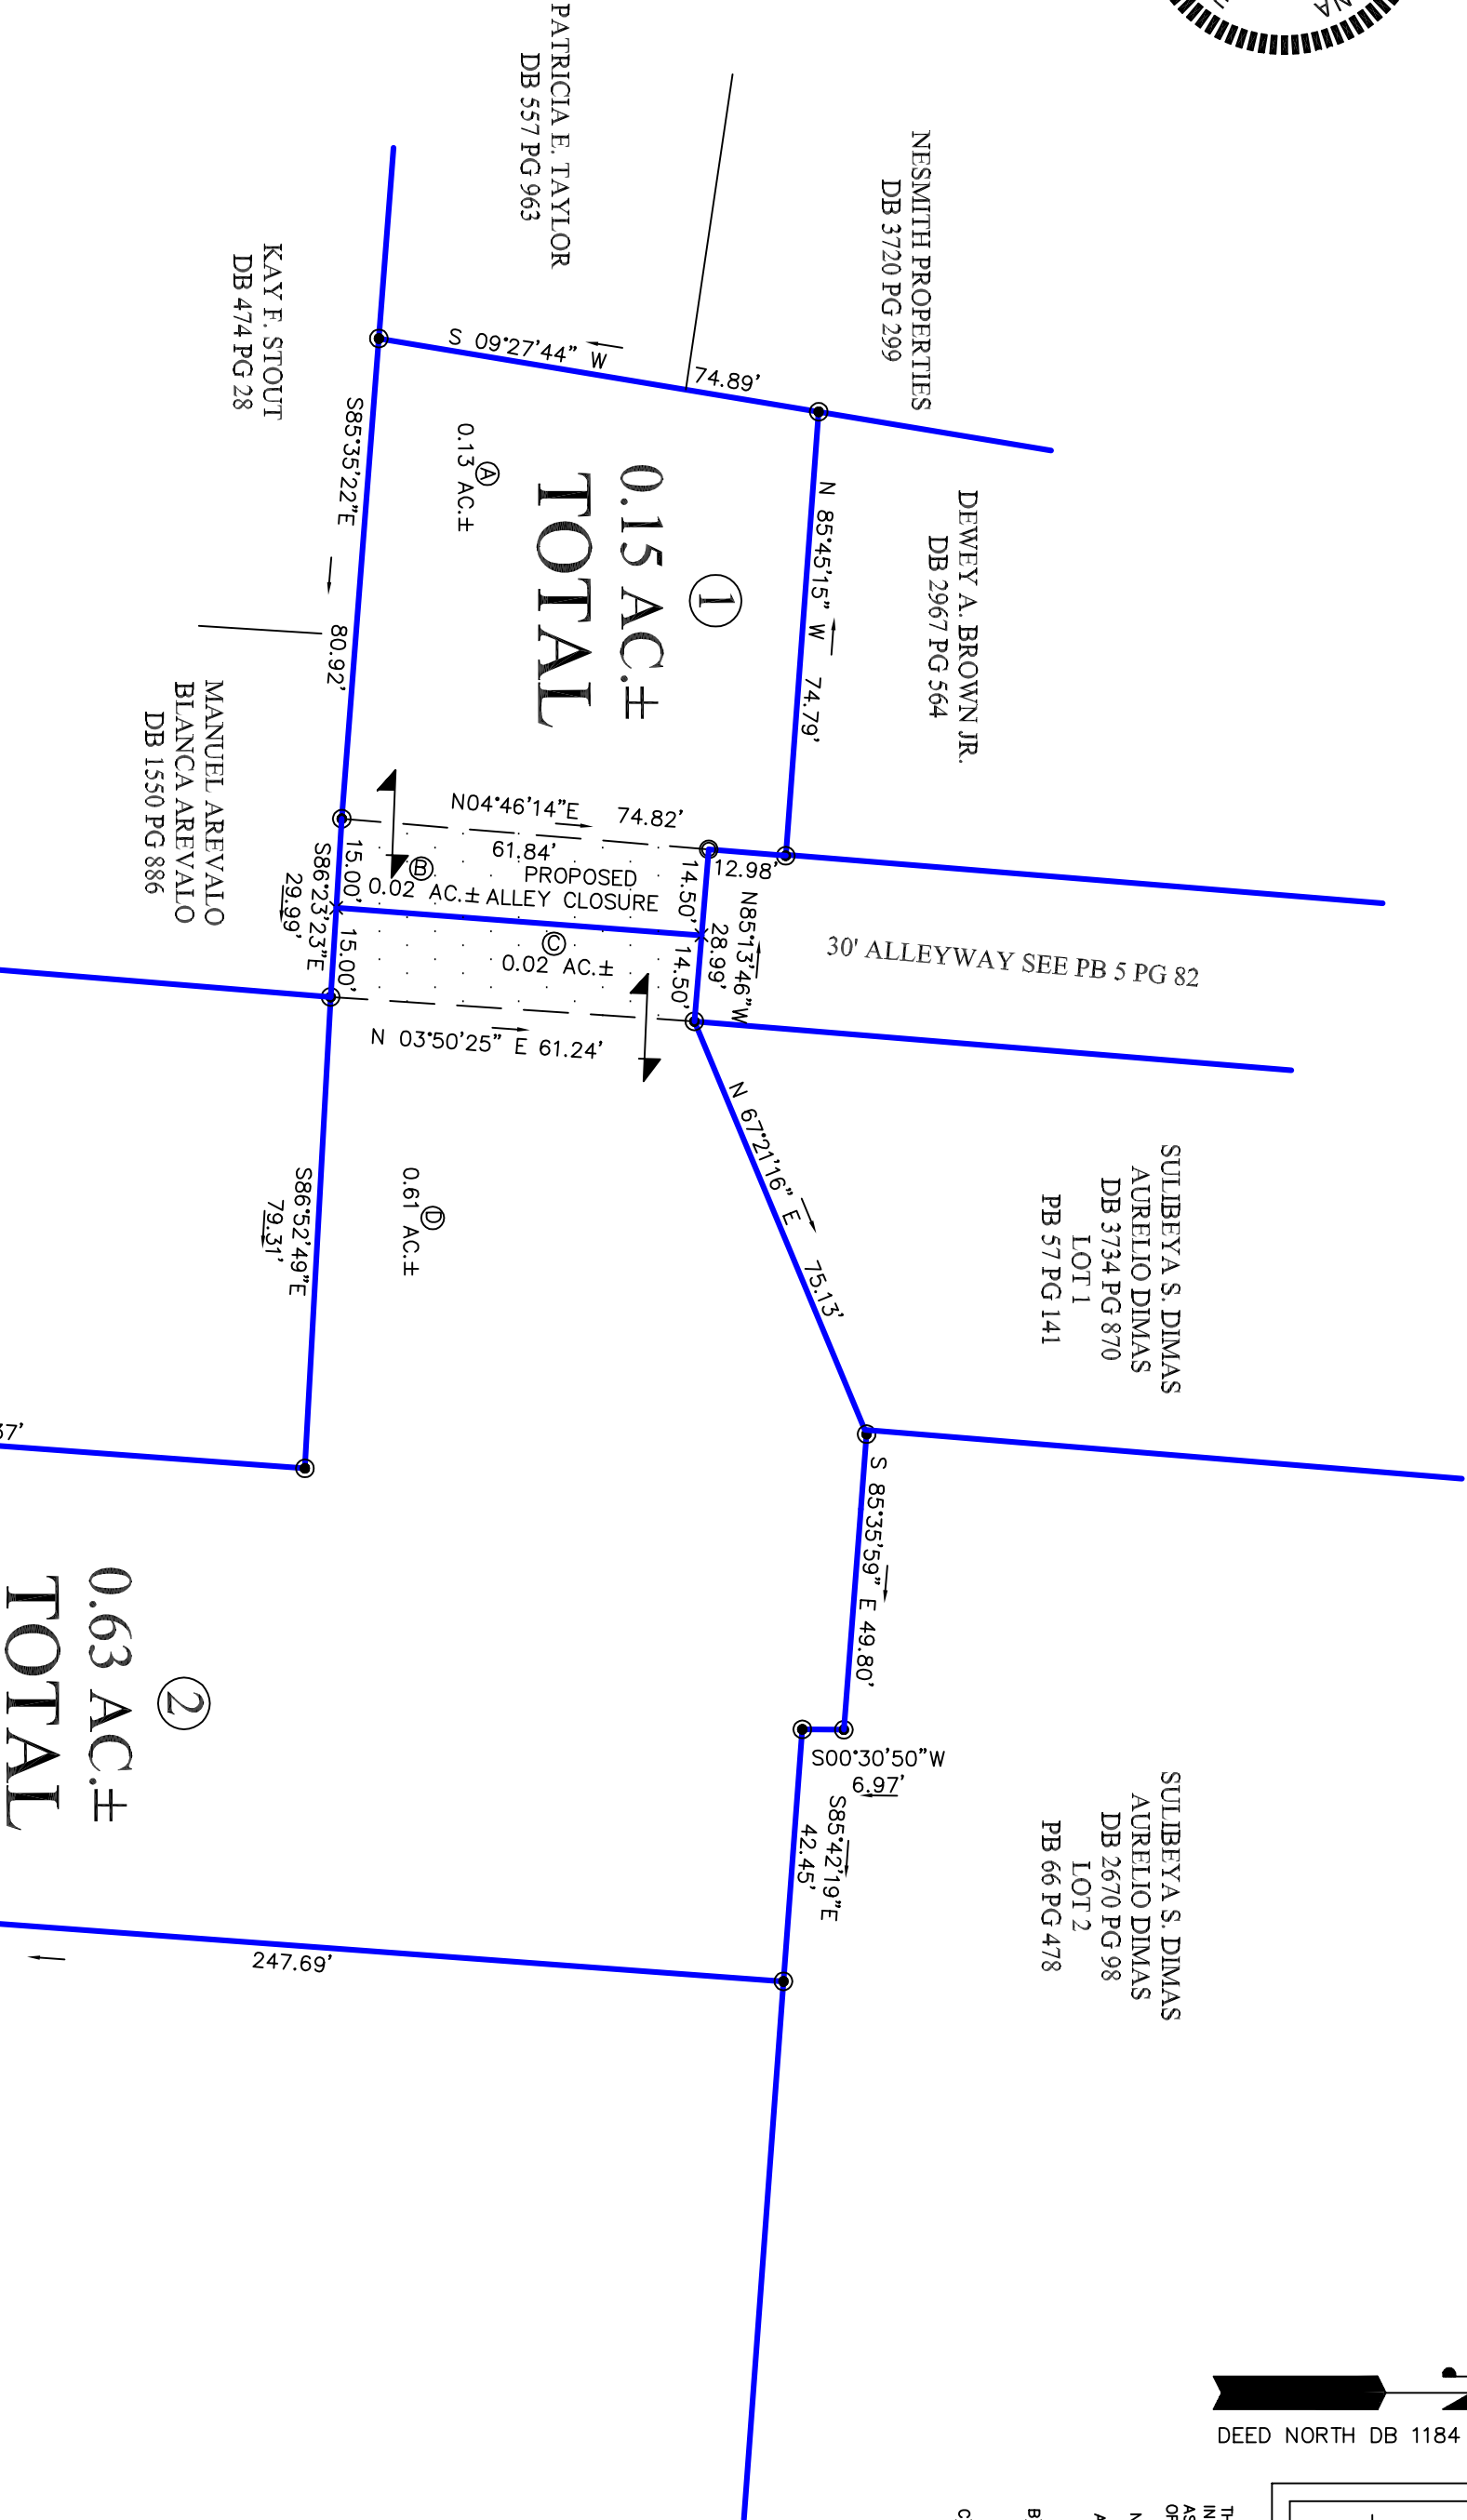 PATRICIA E. TAYLOR
DB 557 PG 963
NESMITH PROPERTIES
DB 3720 PG 299
KAY F. STOUT
DB 474 PG 28
S 09°27'44" W
74.89'
DEWEY A. BROWN JR.
DB 2967 PG 564
N 85°45'15" W 74.79'
S85°35'22"E
80.92'
Ⓐ
0.13 AC.±
①
0.15 AC.±
TOTAL
MANUEL AREVALO
BLANCA AREVALO
DB 1550 PG 886
N04°46'14"E 74.82'
61.84'
12.98'
Ⓑ
0.02 AC.±
PROPOSED
ALLEY CLOSURE
Ⓒ
0.02 AC.±
15.00'
15.00'
S86°23'23"E
29.99'
14.50'
14.50'
N85°13'46"W
28.99'
30' ALLEYWAY SEE PB 5 PG 82
N 03°50'25" E 61.24'
N 67°21'16" E 75.13'
SULIBEYA S. DIMAS
AURELIO DIMAS
DB 3734 PG 870
LOT 1
PB 57 PG 141
Ⓓ
0.61 AC.±
S86°52'49"E
79.31'
37'
S 85°35'59" E 49.80'
S00°30'50"W
6.97'
S85°42'19"E
42.45'
②
0.63 AC.±
TOTAL
SULIBEYA S. DIMAS
AURELIO DIMAS
DB 2670 PG 98
LOT 2
PB 66 PG 478
247.69'
DEED NORTH DB 1184